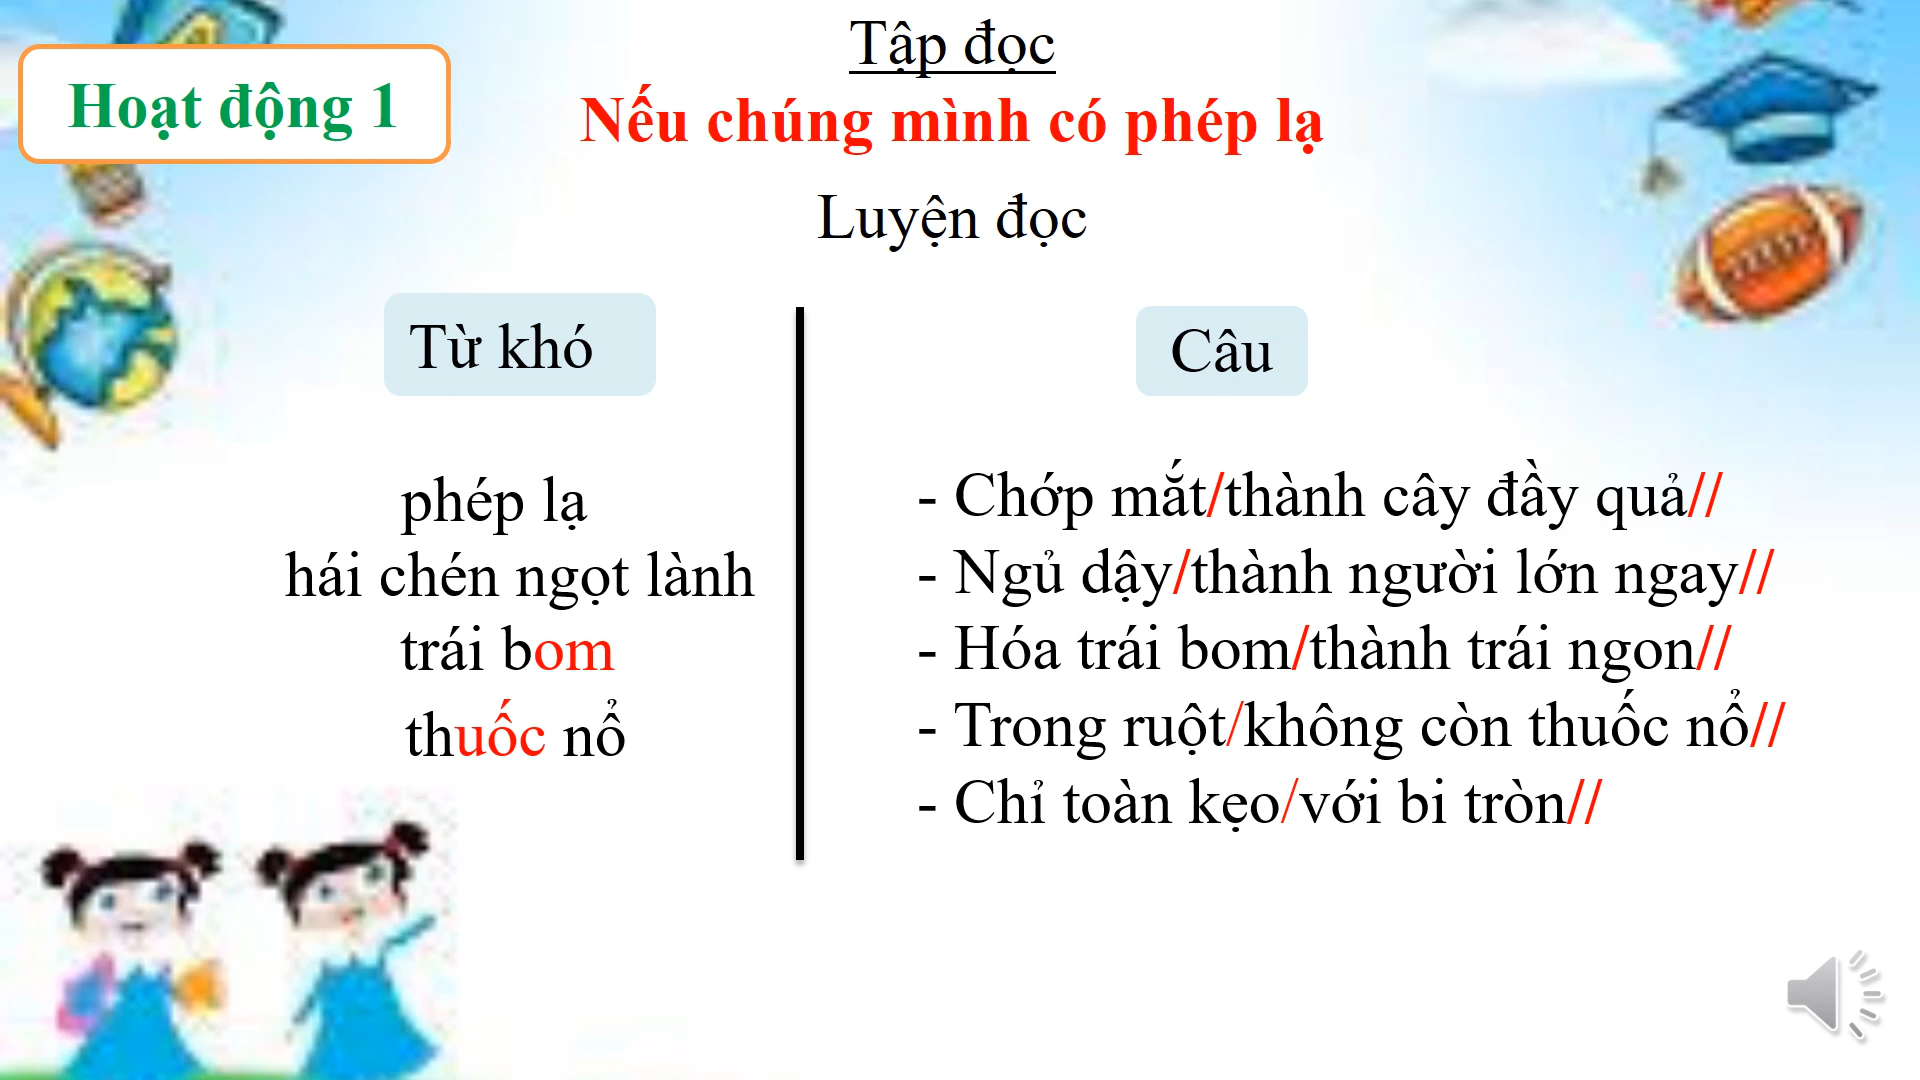 Hoạt động 1
Tập đọc
Nếu chúng mình có phép lạ
Luyện đọc
Từ khó
phép lạ
hái chén ngọt lành
trái bom
thuốc nổ
Câu
- Chớp mắt/thành cây đầy quả//
- Ngủ dậy/thành người lớn ngay//
- Hóa trái bom/thành trái ngon//
- Trong ruột/không còn thuốc nổ//
- Chỉ toàn kẹo/với bi tròn//